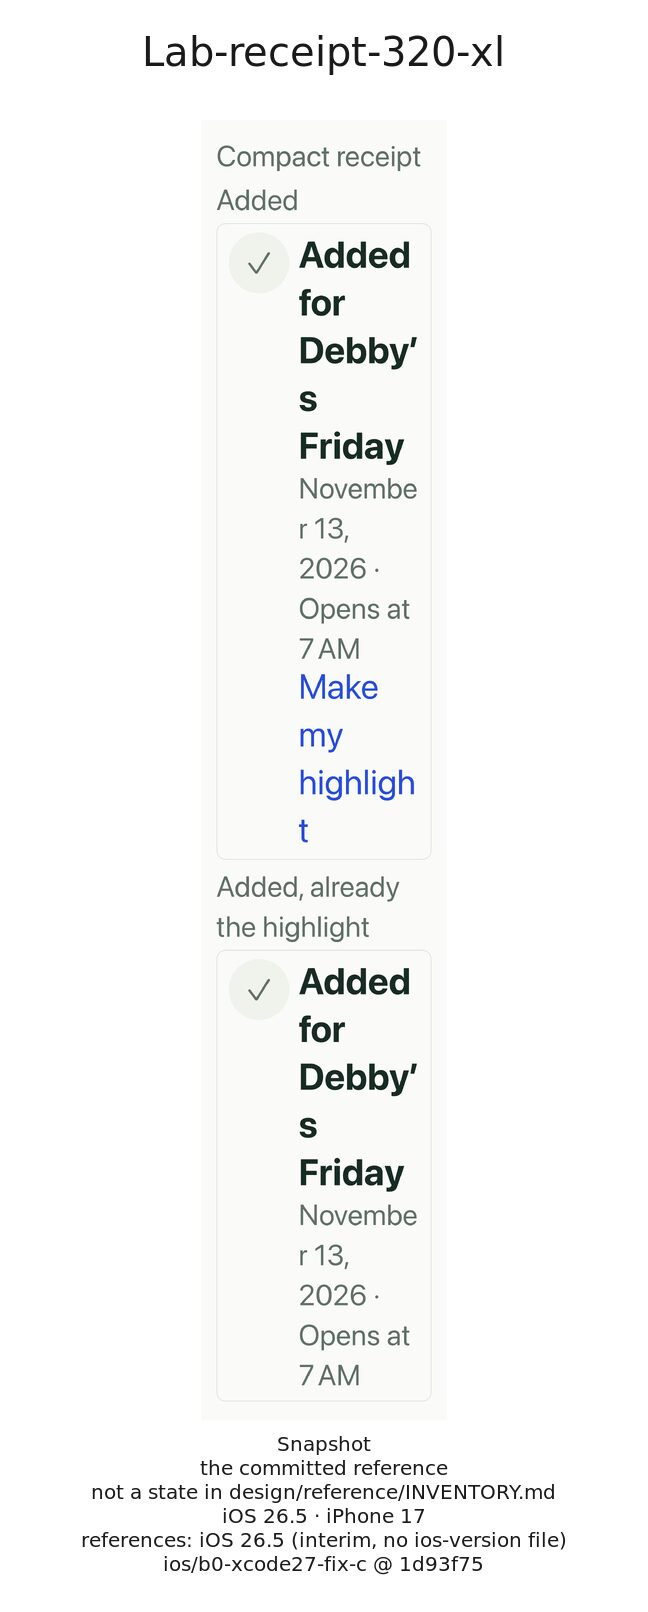 Lab-receipt-320-xl
Compact receipt
Added
Added
for
Debby’
s
Friday
Novembe
r 13,
2026 ·
Opens at
7 AM
Make
my
highligh
t
Added, already
the highlight
Added
for
Debby’
s
Friday
Novembe
r 13,
2026 ·
Opens at
7 AM
Snapshot
the committed reference
not a state in design/reference/INVENTORY.md
iOS 26.5 · iPhone 17
references: iOS 26.5 (interim, no ios-version file)
ios/b0-xcode27-fix-c @ 1d93f75